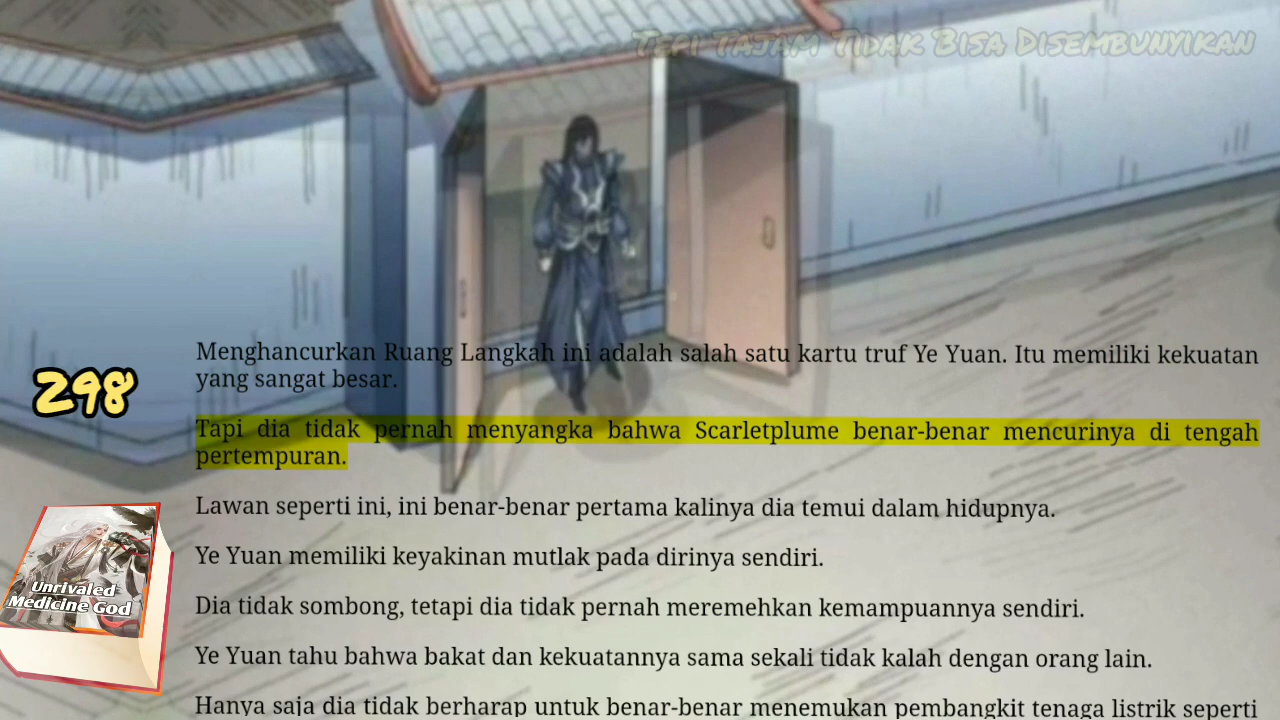 Tepi Tajam Tidak Bisa Disembunyikan
Menghancurkan Ruang Langkah ini adalah salah satu kartu truf Ye Yuan. Itu memiliki kekuatan
yang sangat besar.
298
Tapi dia tidak pernah menyangka bahwa Scarletplume benar-benar mencurinya di tengah
pertempuran.
Lawan seperti ini, ini benar-benar pertama kalinya dia temui dalam hidupnya.
Ye Yuan memiliki keyakinan mutlak pada dirinya sendiri.
Unrivaled
Medicine God
Dia tidak sombong, tetapi dia tidak pernah meremehkan kemampuannya sendiri.
Ye Yuan tahu bahwa bakat dan kekuatannya sama sekali tidak kalah dengan orang lain.
Hanya saja dia tidak berharap untuk benar-benar menemukan pembangkit tenaga listrik seperti